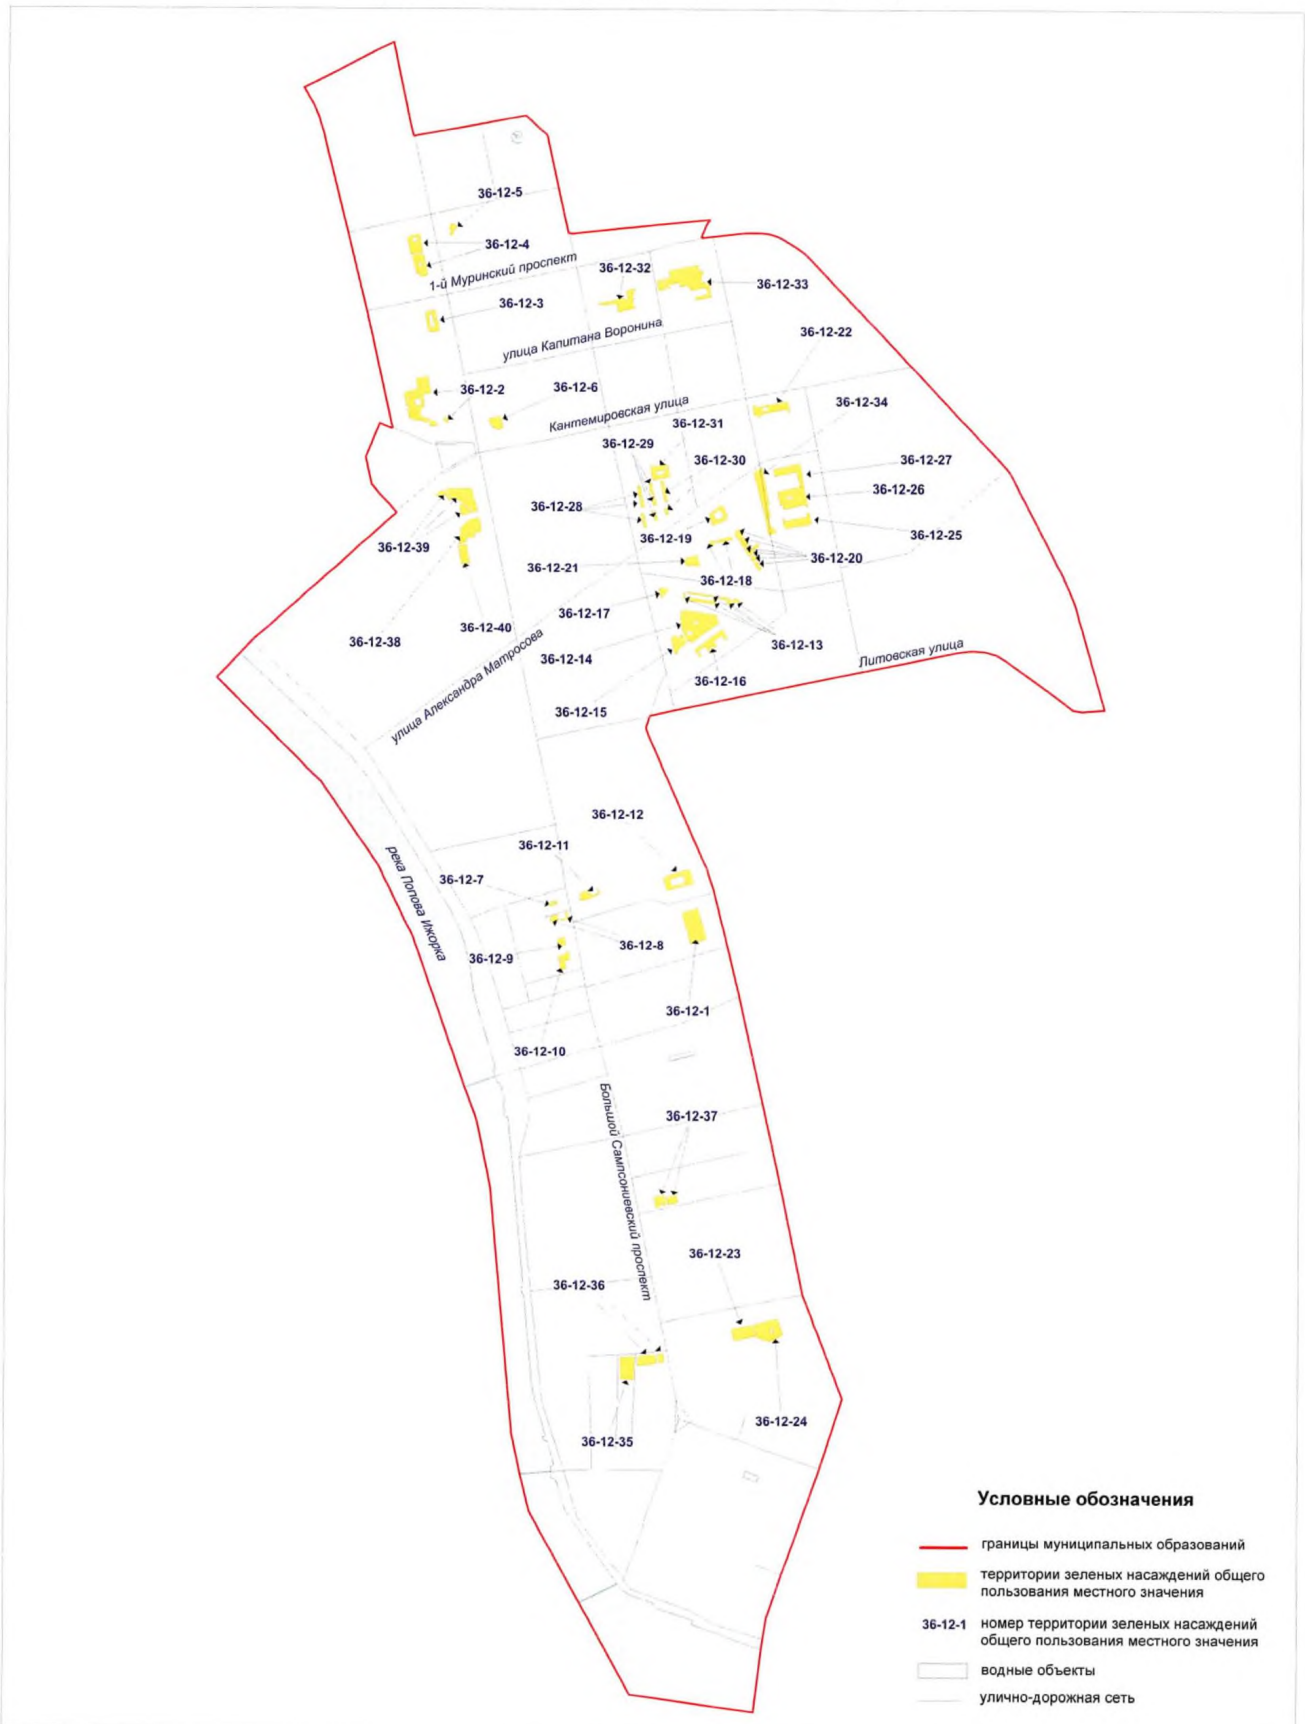 36-12-5
36-12-4
1-й Муринский проспект
36-12-32
36-12-33
36-12-3
улица Капитана Воронина
36-12-22
36-12-2
36-12-6
Кантемировская улица
36-12-34
36-12-31
36-12-29
36-12-30
36-12-27
36-12-26
36-12-28
36-12-25
36-12-19
36-12-39
36-12-20
36-12-21
36-12-18
36-12-17
36-12-40
36-12-38
36-12-13
36-12-14
Литовская улица
улица Александра Матросова
36-12-16
36-12-15
36-12-12
36-12-11
36-12-7
река Попова Ижорка
36-12-8
36-12-9
36-12-1
36-12-10
36-12-37
Большой Сампсониевский проспект
36-12-23
36-12-36
36-12-24
36-12-35
Условные обозначения
границы муниципальных образований
территории зеленых насаждений общего
пользования местного значения
36-12-1 номер территории зеленых насаждений
общего пользования местного значения
водные объекты
улично-дорожная сеть